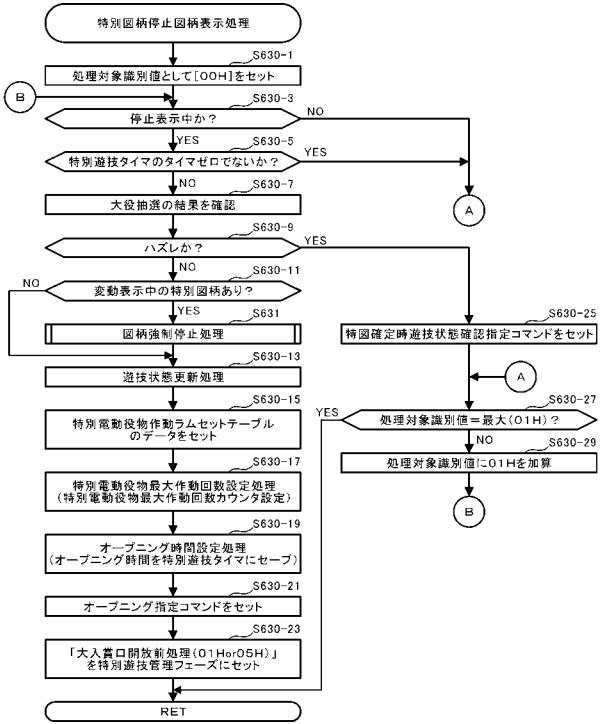 特別図柄停止図柄表示処理
S630-1
処理対象識別値として[00H]をセット
B
S630-3
停止表示中か？
NO
YES
S630-5
特別遊技タイマのタイマゼロでないか？
YES
NO
S630-7
大役抽選の結果を確認
A
S630-9
ハズレか？
YES
NO
S630-11
変動表示中の特別図柄あり？
NO
YES
S631
図柄強制停止処理
S630-25
特図確定時遊技状態確認指定コマンドをセット
S630-13
遊技状態更新処理
A
S630-15
特別電動役物作動ラムセットテーブル
のデータをセット
S630-27
処理対象識別値＝最大(01H)？
YES
NO
S630-29
処理対象識別値に01Hを加算
B
S630-17
特別電動役物最大作動回数設定処理
(特別電動役物最大作動回数カウンタ設定)
S630-19
オープニング時間設定処理
(オープニング時間を特別遊技タイマにセーブ)
S630-21
オープニング指定コマンドをセット
S630-23
「大入賞口開放前処理(01Hor05H)」
を特別遊技管理フェーズにセット
RET